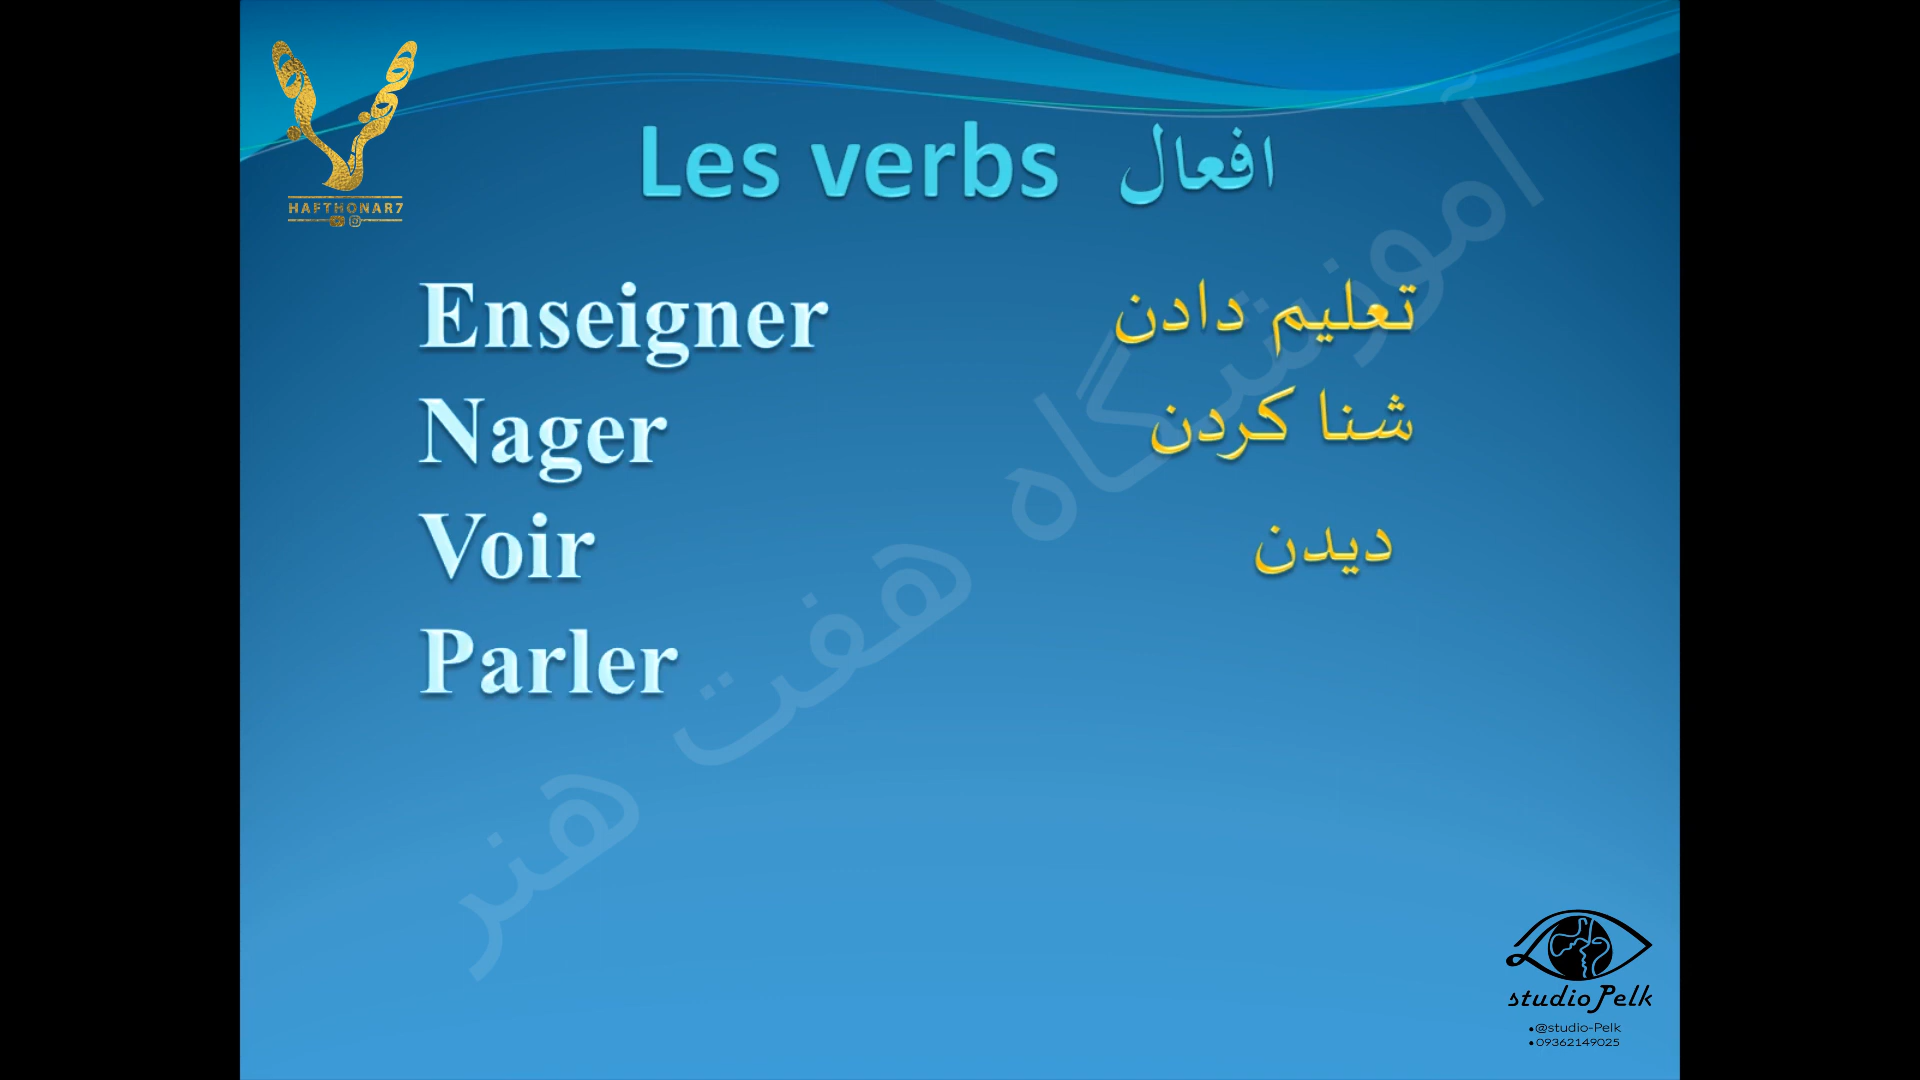 HAFTHONAR7
Les verbs افعال
Enseigner تعلیم دادن
Nager شنا کردن
Voir دیدن
Parler
آموزشگاه هفت هنر
studio Pelk
•@studio-Pelk
•09362149025